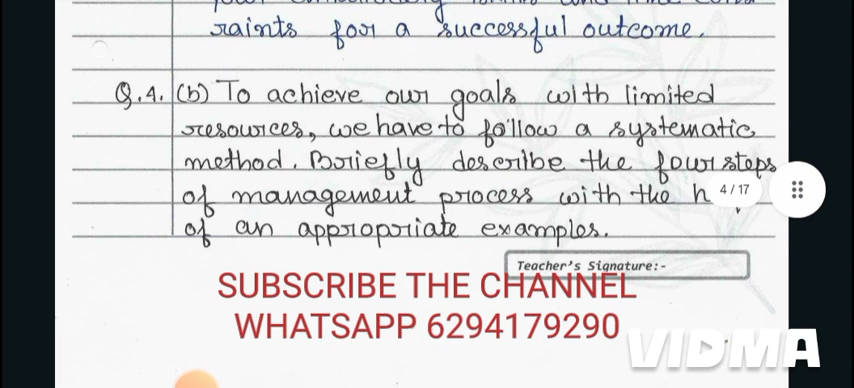 raints for a successful outcome.
Q.4. (b) To achieve our goals with limited
resources, we have to follow a systematic
method. Briefly describe the four steps
of management process with the h
4 / 17
of an appropriate examples.
Teacher's Signature:-
SUBSCRIBE THE CHANNEL
WHATSAPP 6294179290
VIDMA